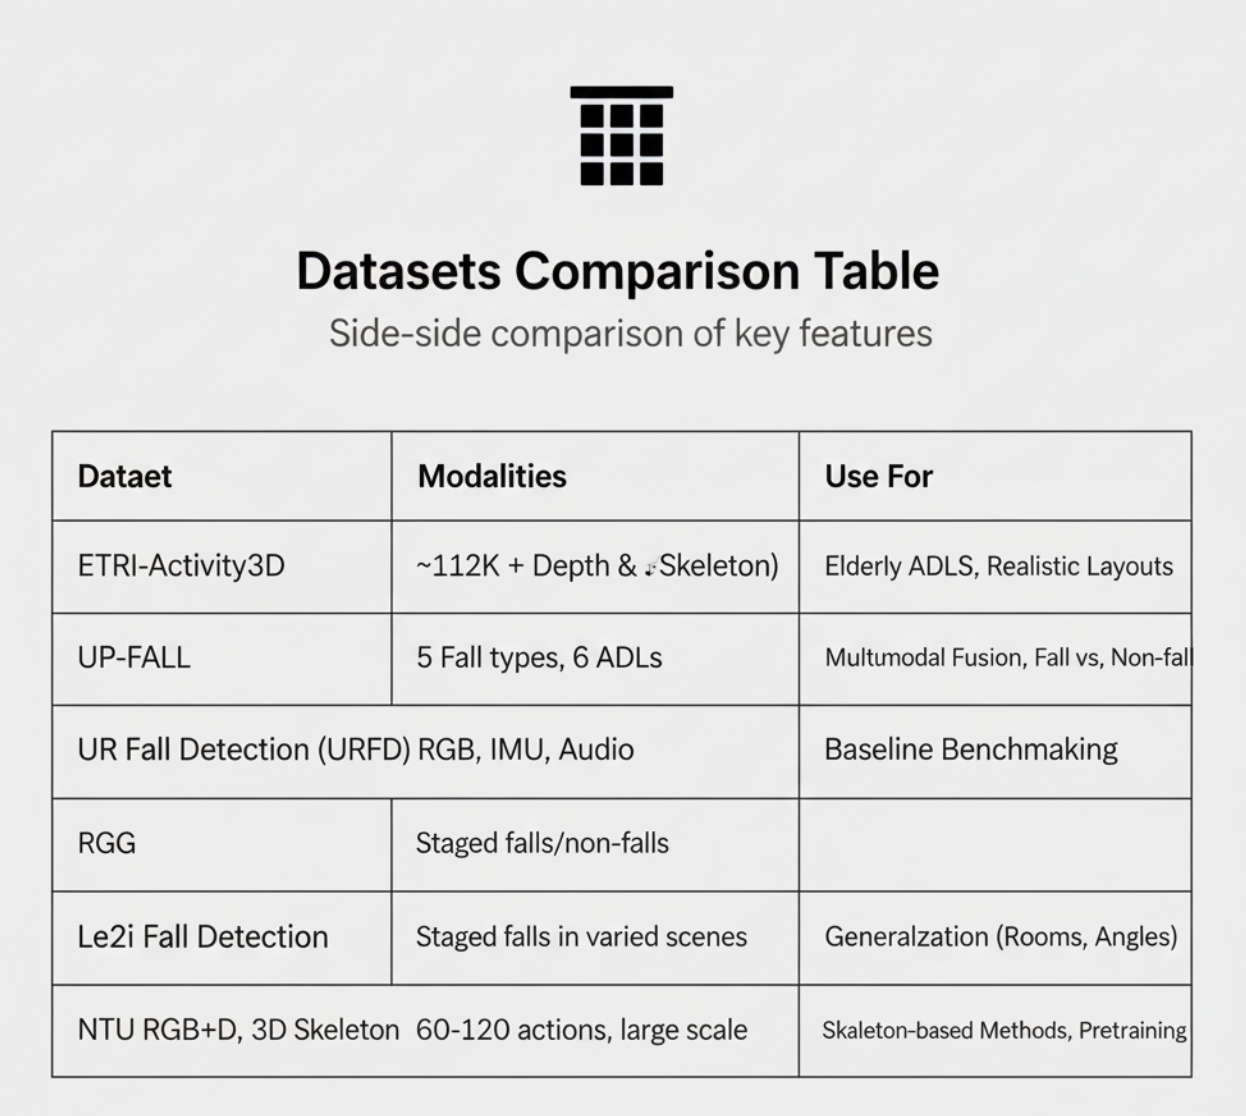 Datasets Comparison Table
Side-side comparison of key features
Dataet Modalities Use For
ETRI-Activity3D ~112K + Depth & Skeleton) Elderly ADLS, Realistic Layouts
UP-FALL 5 Fall types, 6 ADLs Multumodal Fusion, Fall vs, Non-fall
UR Fall Detection (URFD) RGB, IMU, Audio Baseline Benchmaking
RGG Staged falls/non-falls
Le2i Fall Detection Staged falls in varied scenes Generalzation (Rooms, Angles)
NTU RGB+D, 3D Skeleton 60-120 actions, large scale Skaleton-based Methods, Pretraining